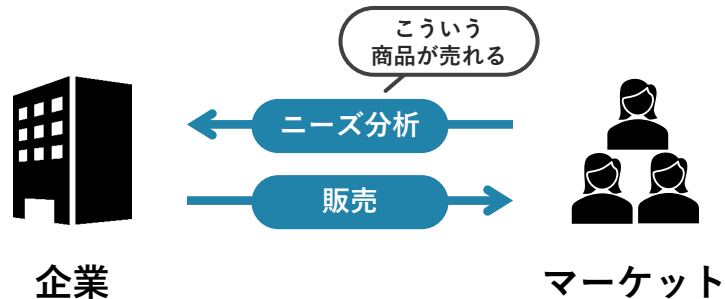 こういう
商品が売れる
ニーズ分析
販売
企業
マーケット